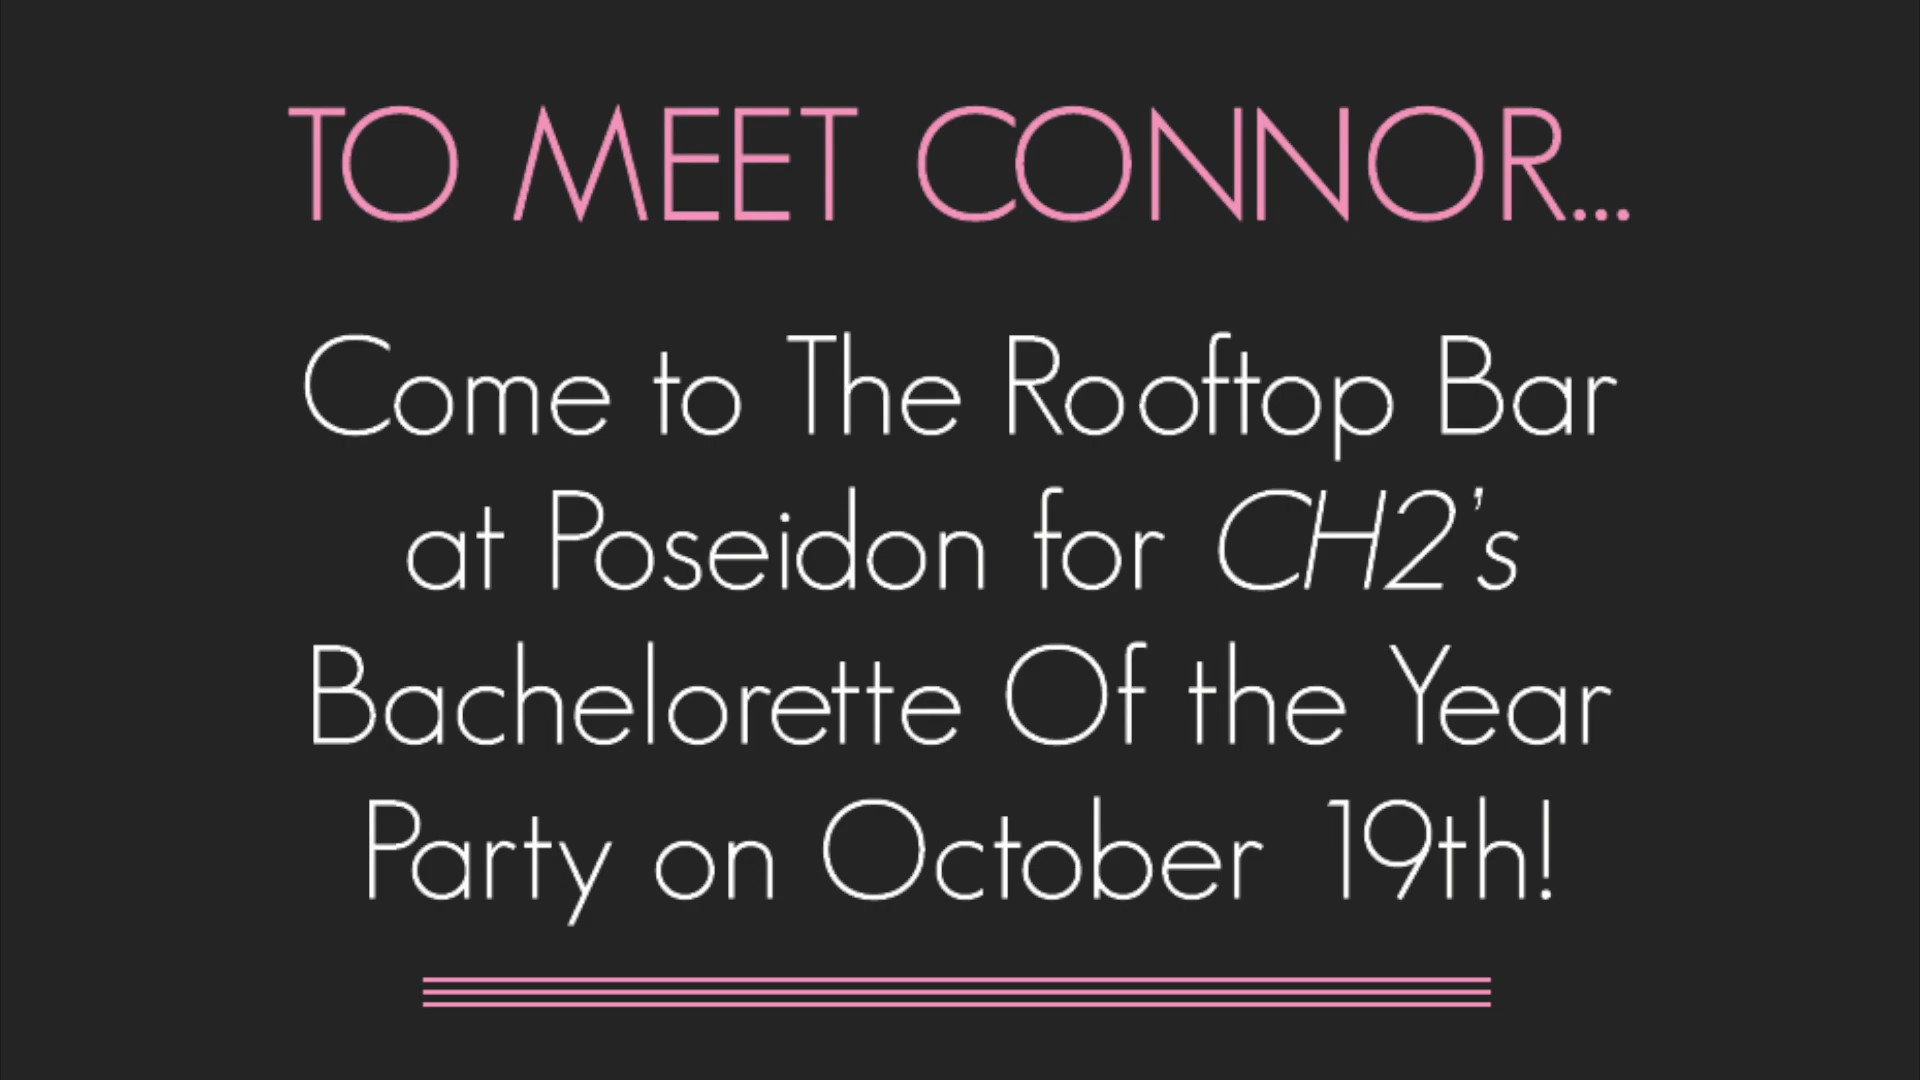 TO MEET CONNOR...
Come to The Rooftop Bar
at Poseidon for CH2's
Bachelorette Of the Year
Party on October 19th!